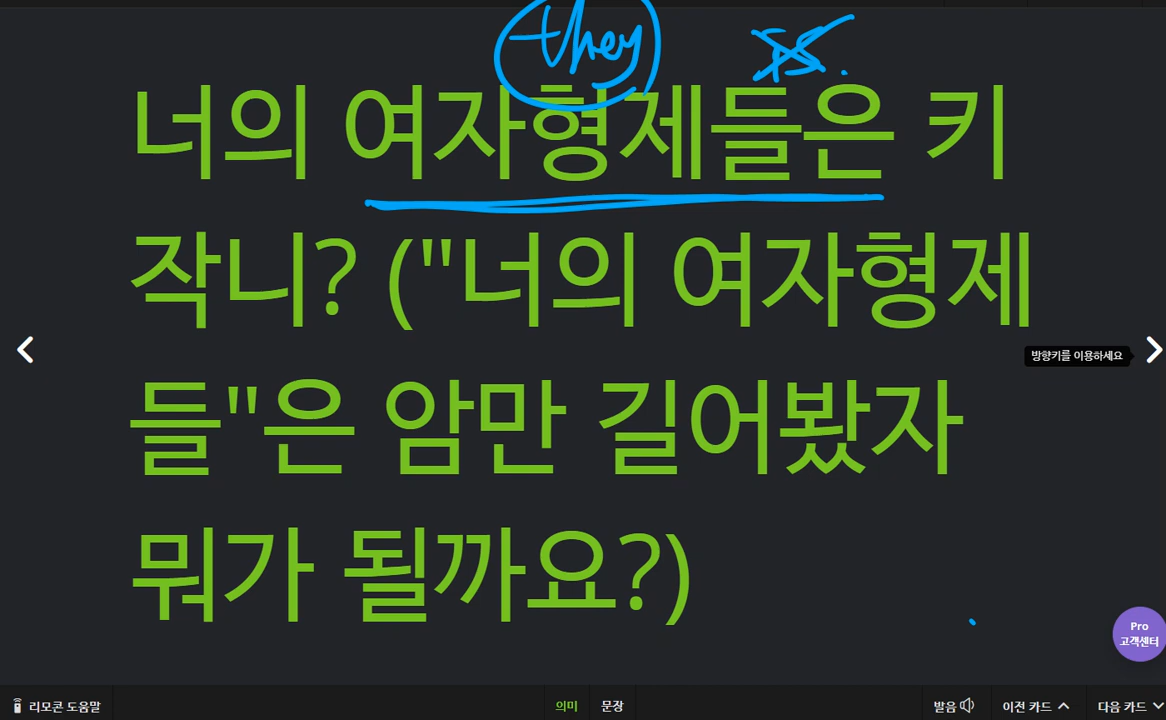 they is.
너의 여자형제들은 키
작니? ("너의 여자형제
방향키를 이용하세요
들"은 암만 길어봤자
뭐가 될까요?)
Pro
고객센터
리모콘 도움말 의미 문장 발음 이전 카드 다음 카드